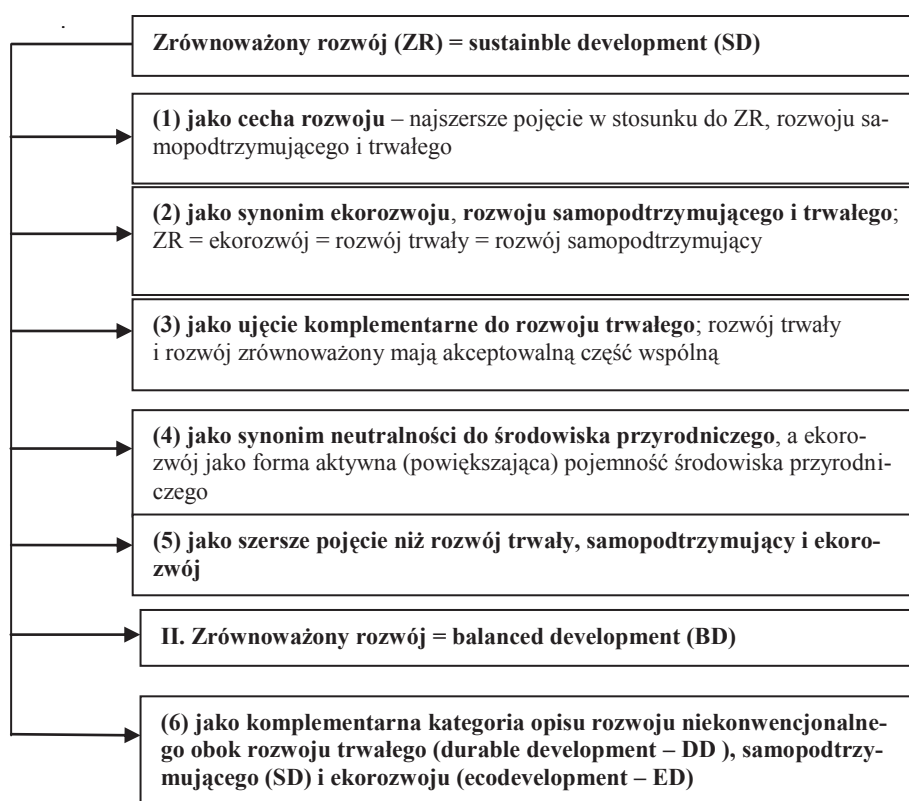 Zrównoważony rozwój (ZR) = sustainble development (SD)
(1) jako cecha rozwoju – najszersze pojęcie w stosunku do ZR, rozwoju sa-
mopodtrzymującego i trwałego
(2) jako synonim ekorozwoju, rozwoju samopodtrzymującego i trwałego;
ZR = ekorozwój = rozwój trwały = rozwój samopodtrzymujący
(3) jako ujęcie komplementarne do rozwoju trwałego; rozwój trwały
i rozwój zrównoważony mają akceptowalną część wspólną
(4) jako synonim neutralności do środowiska przyrodniczego, a ekoro-
zwój jako forma aktywna (powiększająca) pojemność środowiska przyrodni-
czego
(5) jako szersze pojęcie niż rozwój trwały, samopodtrzymujący i ekoro-
zwój
II. Zrównoważony rozwój = balanced development (BD)
(6) jako komplementarna kategoria opisu rozwoju niekonwencjonalne-
go obok rozwoju trwałego (durable development – DD ), samopodtrzy-
mującego (SD) i ekorozwoju (ecodevelopment – ED)